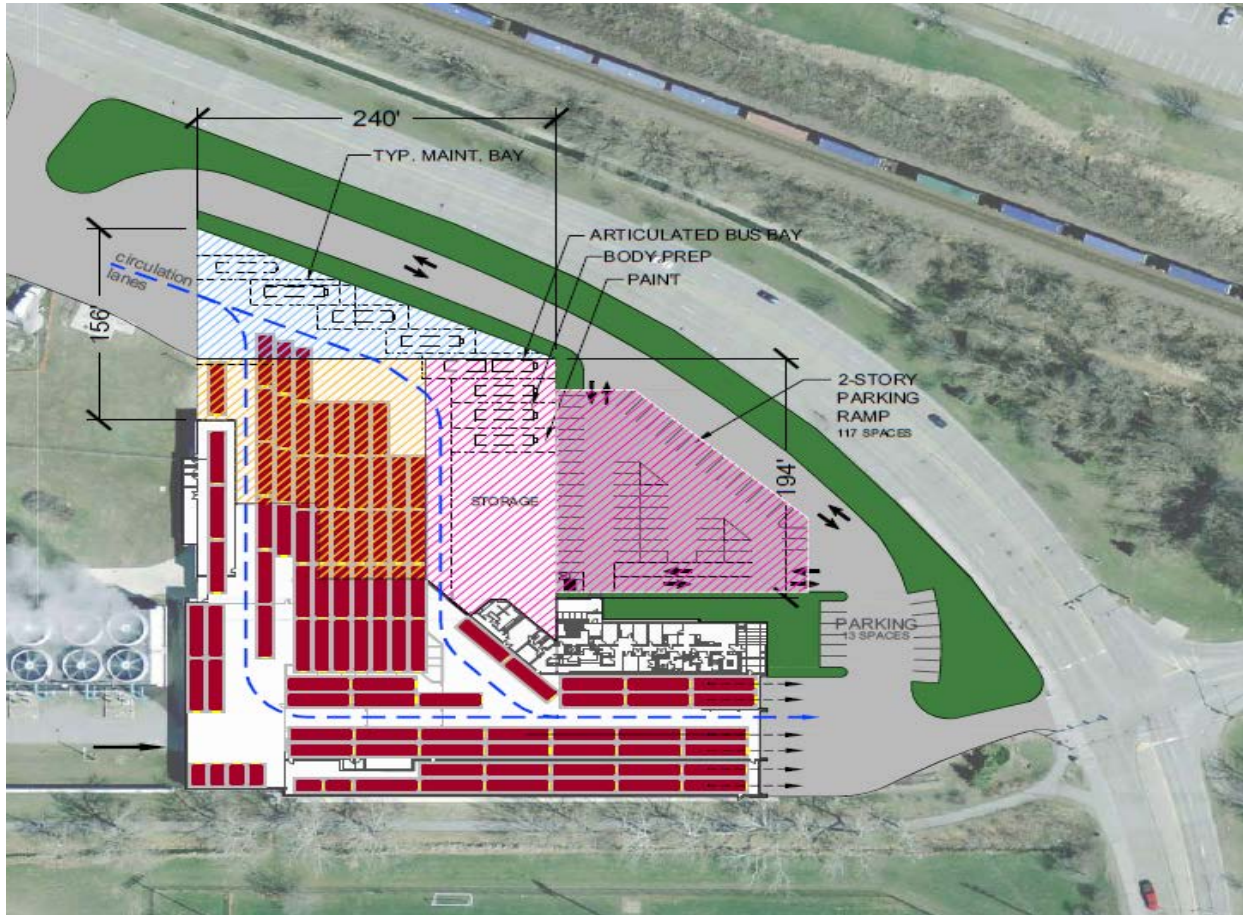 240'
TYP. MAINT. BAY
ARTICULATED BUS BAY
BODY PREP
PAINT
circulation
lanes
156'
2-STORY
PARKING
RAMP
117 SPACES
194'
STORAGE
PARKING
13 SPACES